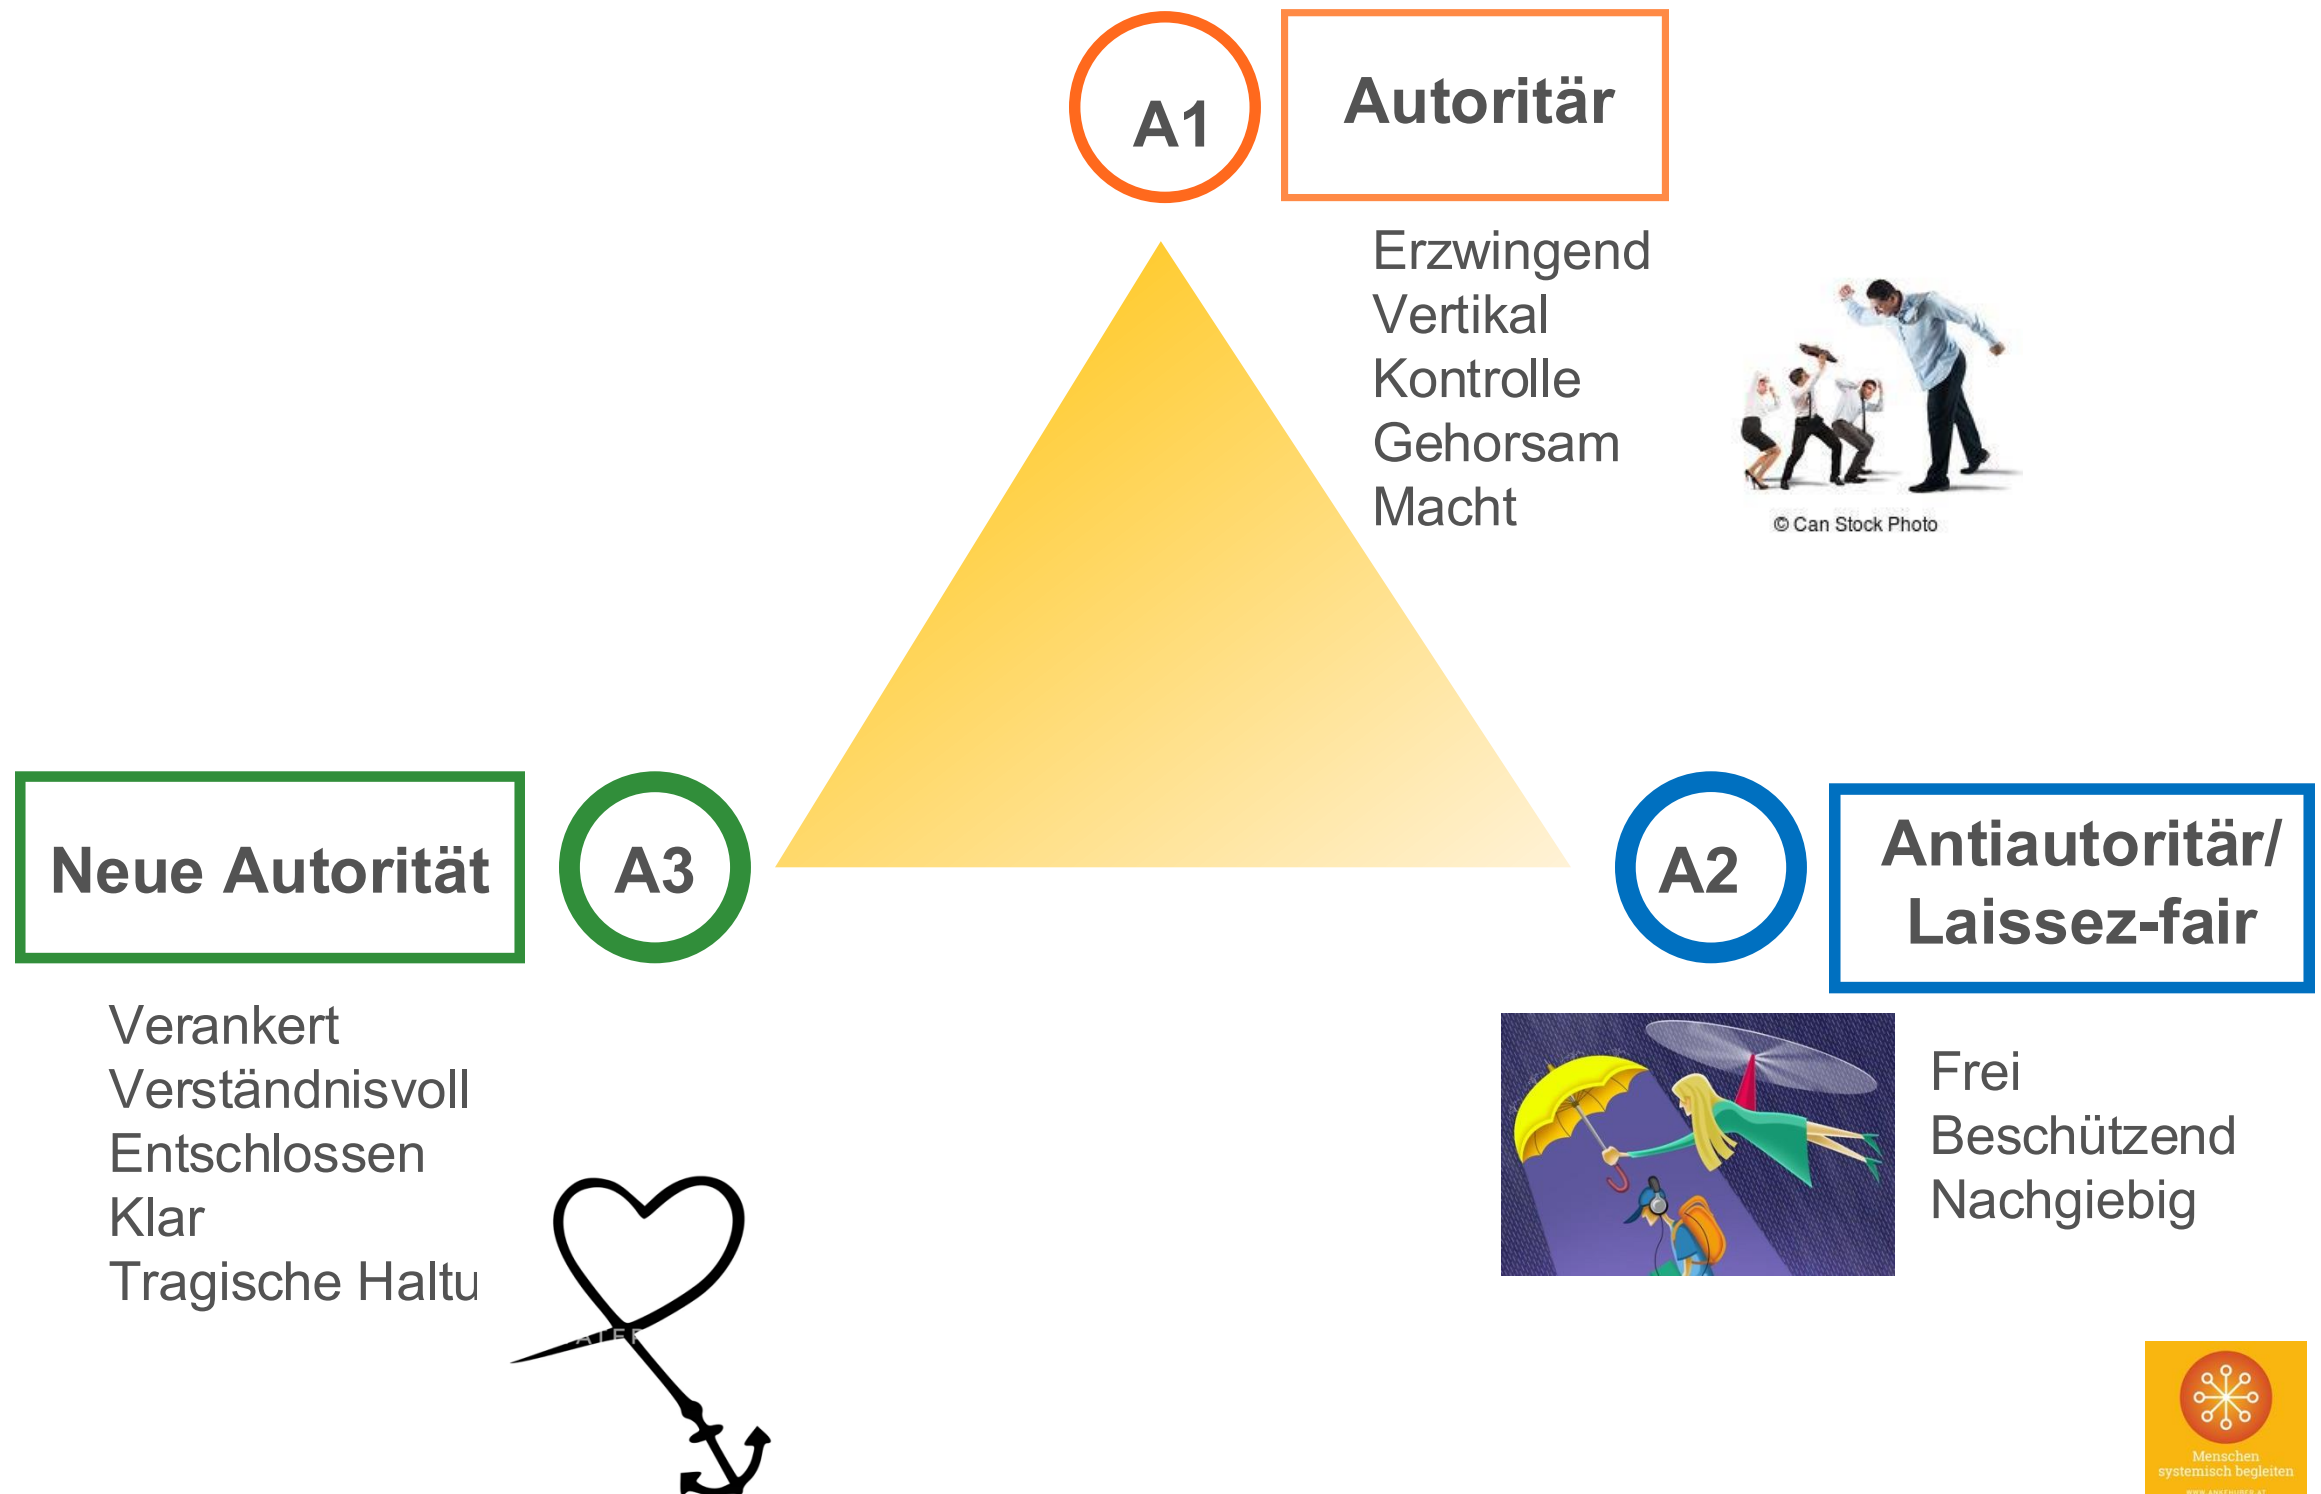 A1
Autoritär
Erzwingend
Vertikal
Kontrolle
Gehorsam
Macht
© Can Stock Photo
Neue Autorität
A3
A2
Antiautoritär/
Laissez-fair
Verankert
Verständnisvoll
Entschlossen
Klar
Tragische Haltu
Frei
Beschützend
Nachgiebig
Menschen
systemisch begleiten